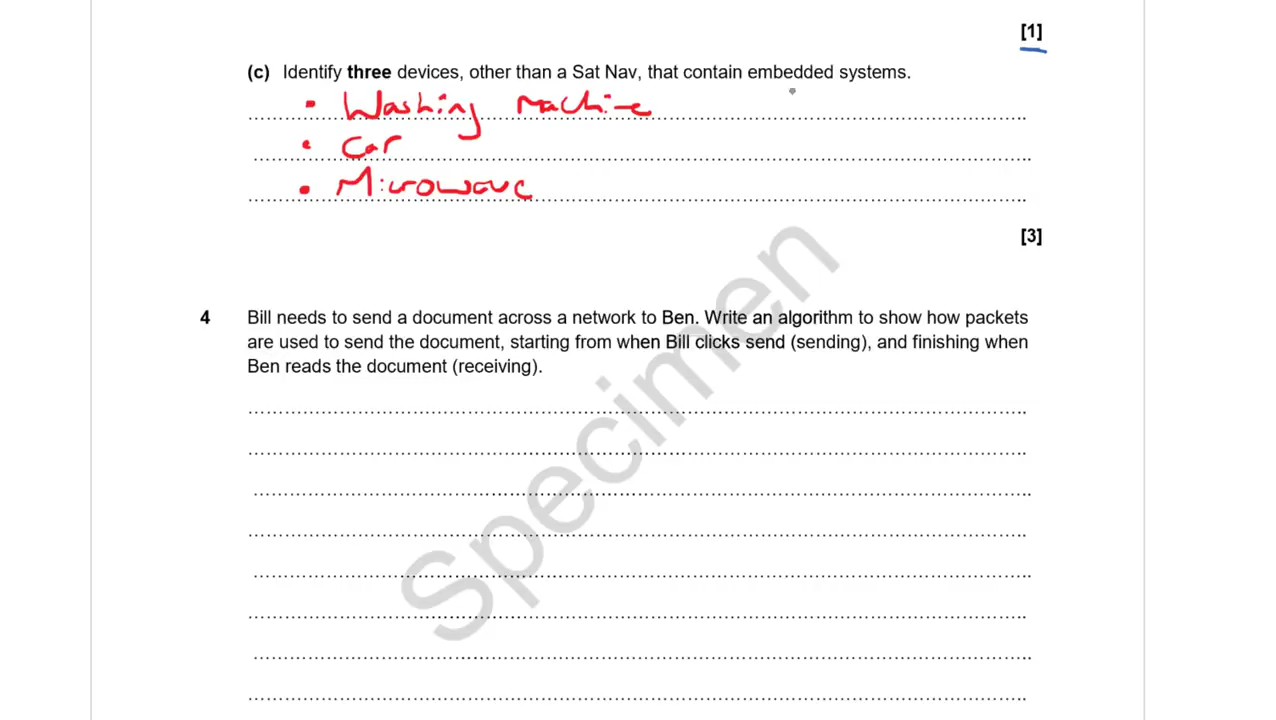 [1]
(c) Identify three devices, other than a Sat Nav, that contain embedded systems.
• Washing machine
• Car
• Microwave
[3]
4 Bill needs to send a document across a network to Ben. Write an algorithm to show how packets
are used to send the document, starting from when Bill clicks send (sending), and finishing when
Ben reads the document (receiving).
Specimen